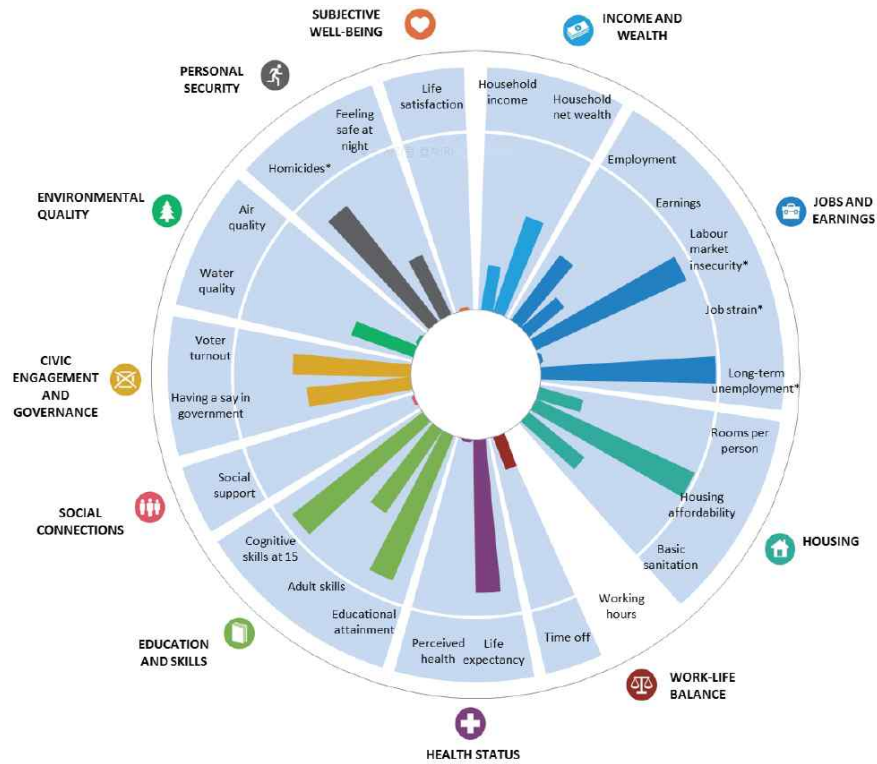 SUBJECTIVE
WELL-BEING
INCOME AND
WEALTH
PERSONAL
SECURITY
Life
satisfaction
Household
income
Household
net wealth
Feeling
safe at
night
Homicides*
Employment
ENVIRONMENTAL
QUALITY
Air
quality
Earnings
JOBS AND
EARNINGS
Labour
market
insecurity*
Water
quality
Job strain*
Voter
turnout
CIVIC
ENGAGEMENT
AND
GOVERNANCE
Having a say in
government
Long-term
unemployment*
Rooms per
person
Social
support
SOCIAL
CONNECTIONS
Housing
affordability
HOUSING
Cognitive
skills at 15
Basic
sanitation
Adult skills
Working
hours
Educational
attainment
EDUCATION
AND SKILLS
Perceived
health
Life
expectancy
Time off
WORK-LIFE
BALANCE
HEALTH STATUS